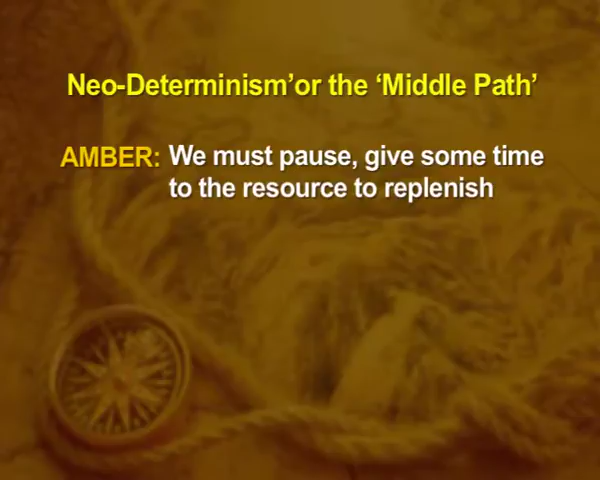 Neo-Determinism’or the ‘Middle Path’
AMBER: We must pause, give some time
to the resource to replenish